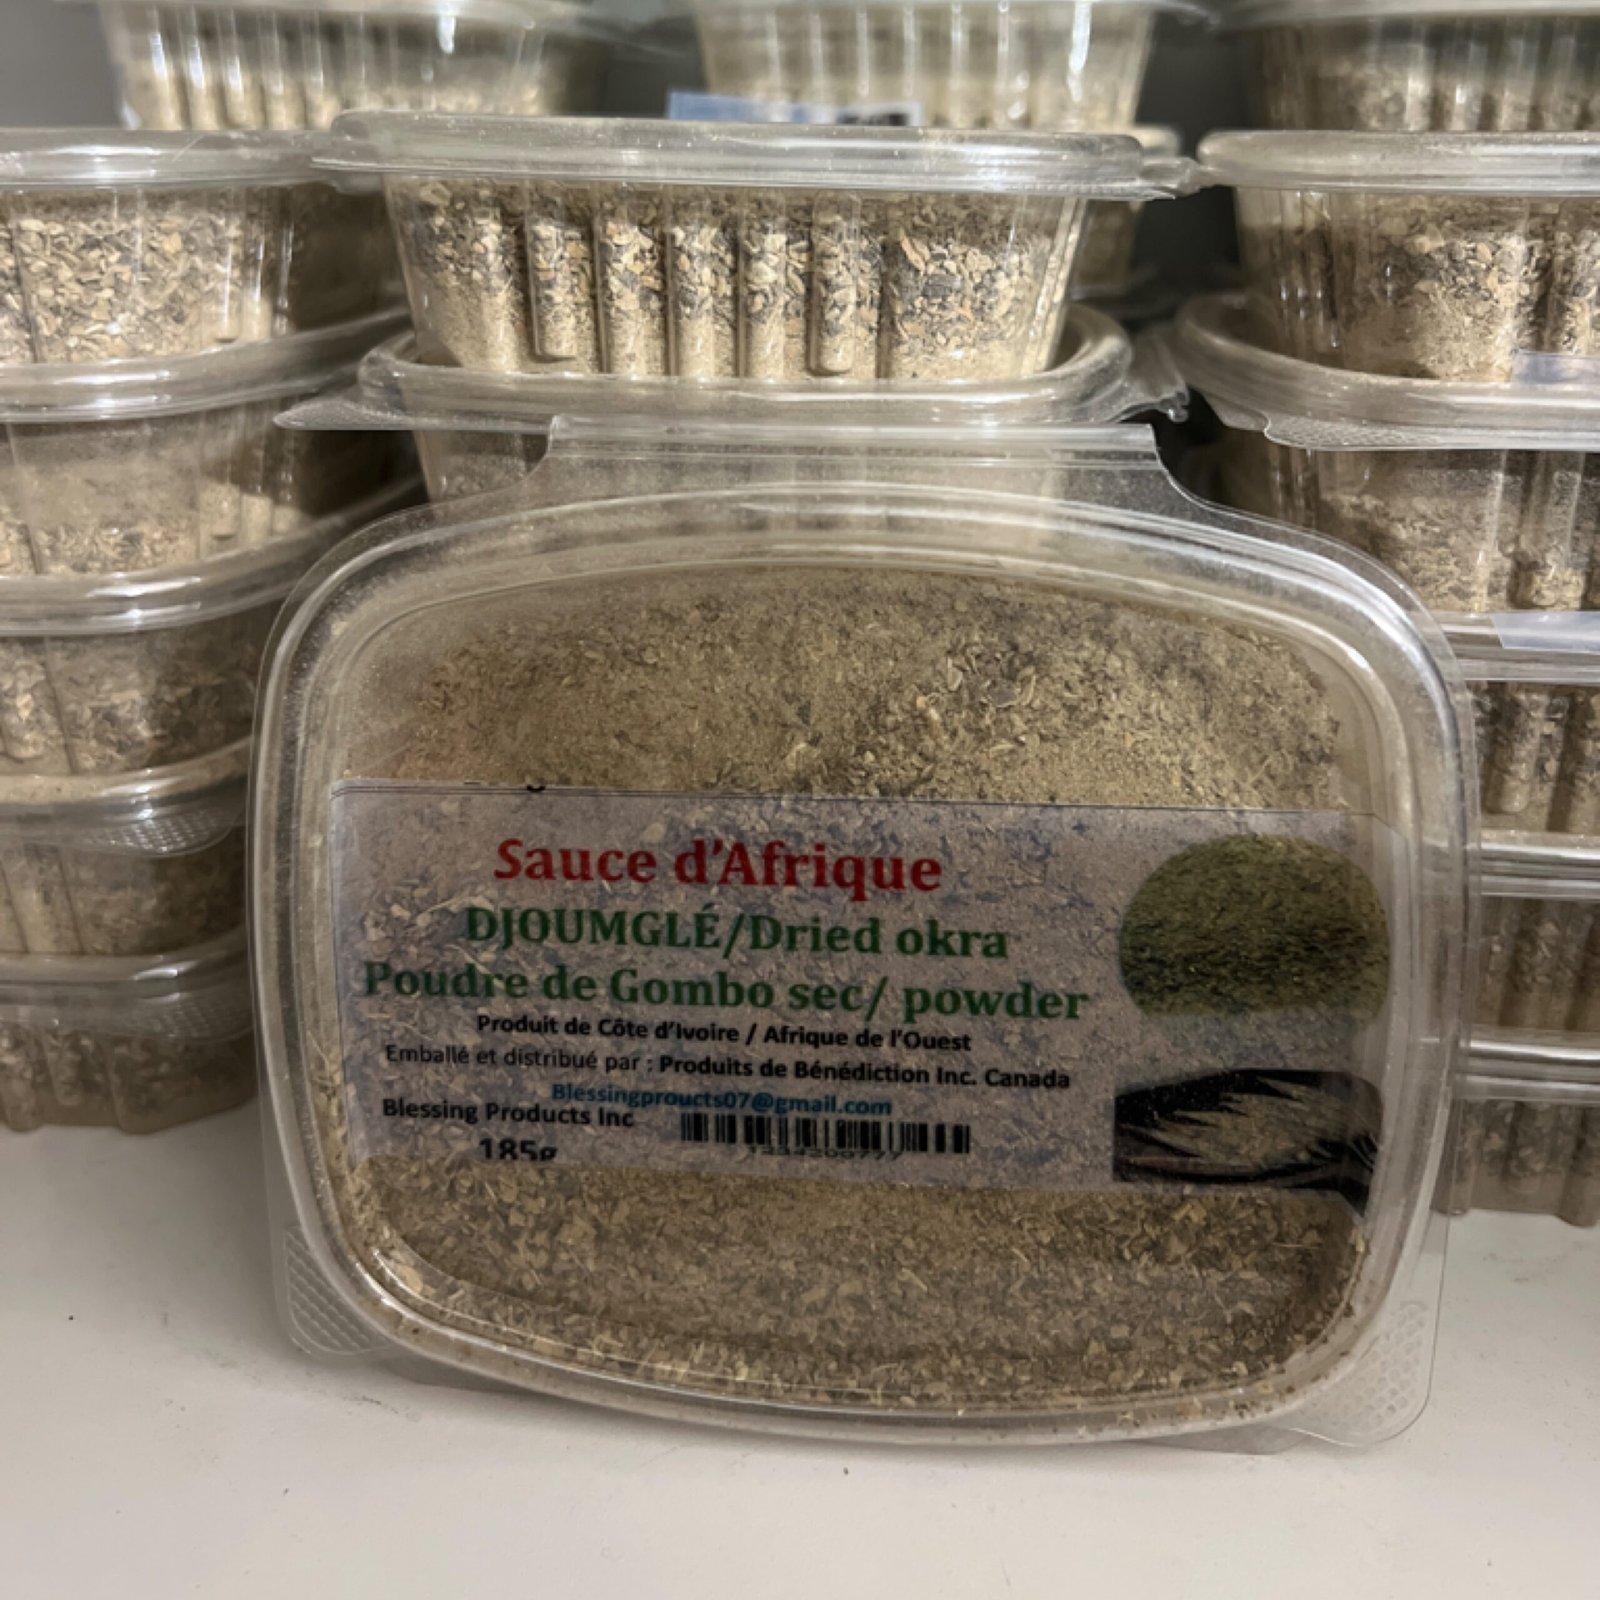 Sauce d'Afrique
DJOUMGLÉ/Dried okra
Poudre de Gombo sec/ powder
Produit de Côte d'Ivoire / Afrique de l'Ouest
Emballé et distribué par : Produits de Bénédiction Inc. Canada
Blessingproucts07@gmail.com
Blessing Products Inc
185g